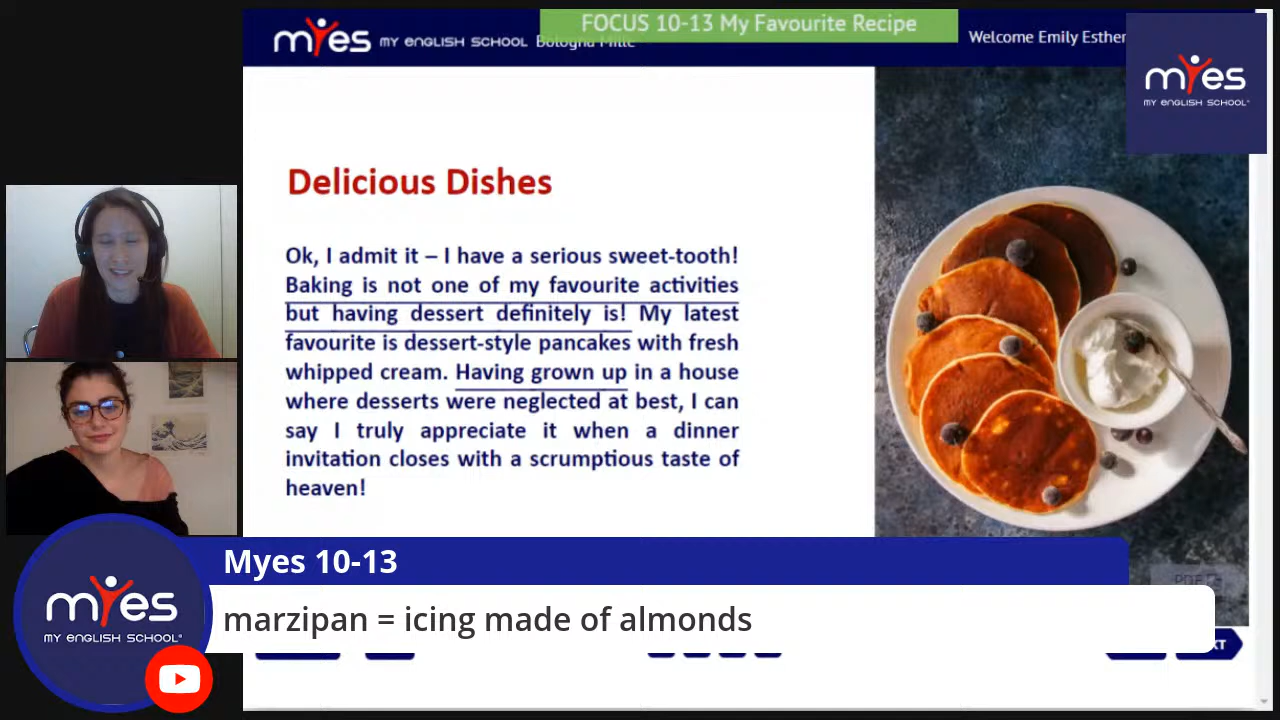 FOCUS 10-13 My Favourite Recipe
myes MY ENGLISH SCHOOL Bologna Mille
Welcome Emily Esther
myes
MY ENGLISH SCHOOL
Delicious Dishes
Ok, I admit it – I have a serious sweet-tooth!
Baking is not one of my favourite activities
but having dessert definitely is! My latest
favourite is dessert-style pancakes with fresh
whipped cream. Having grown up in a house
where desserts were neglected at best, I can
say I truly appreciate it when a dinner
invitation closes with a scrumptious taste of
heaven!
PDF
Myes 10-13
marzipan = icing made of almonds
myes
MY ENGLISH SCHOOL